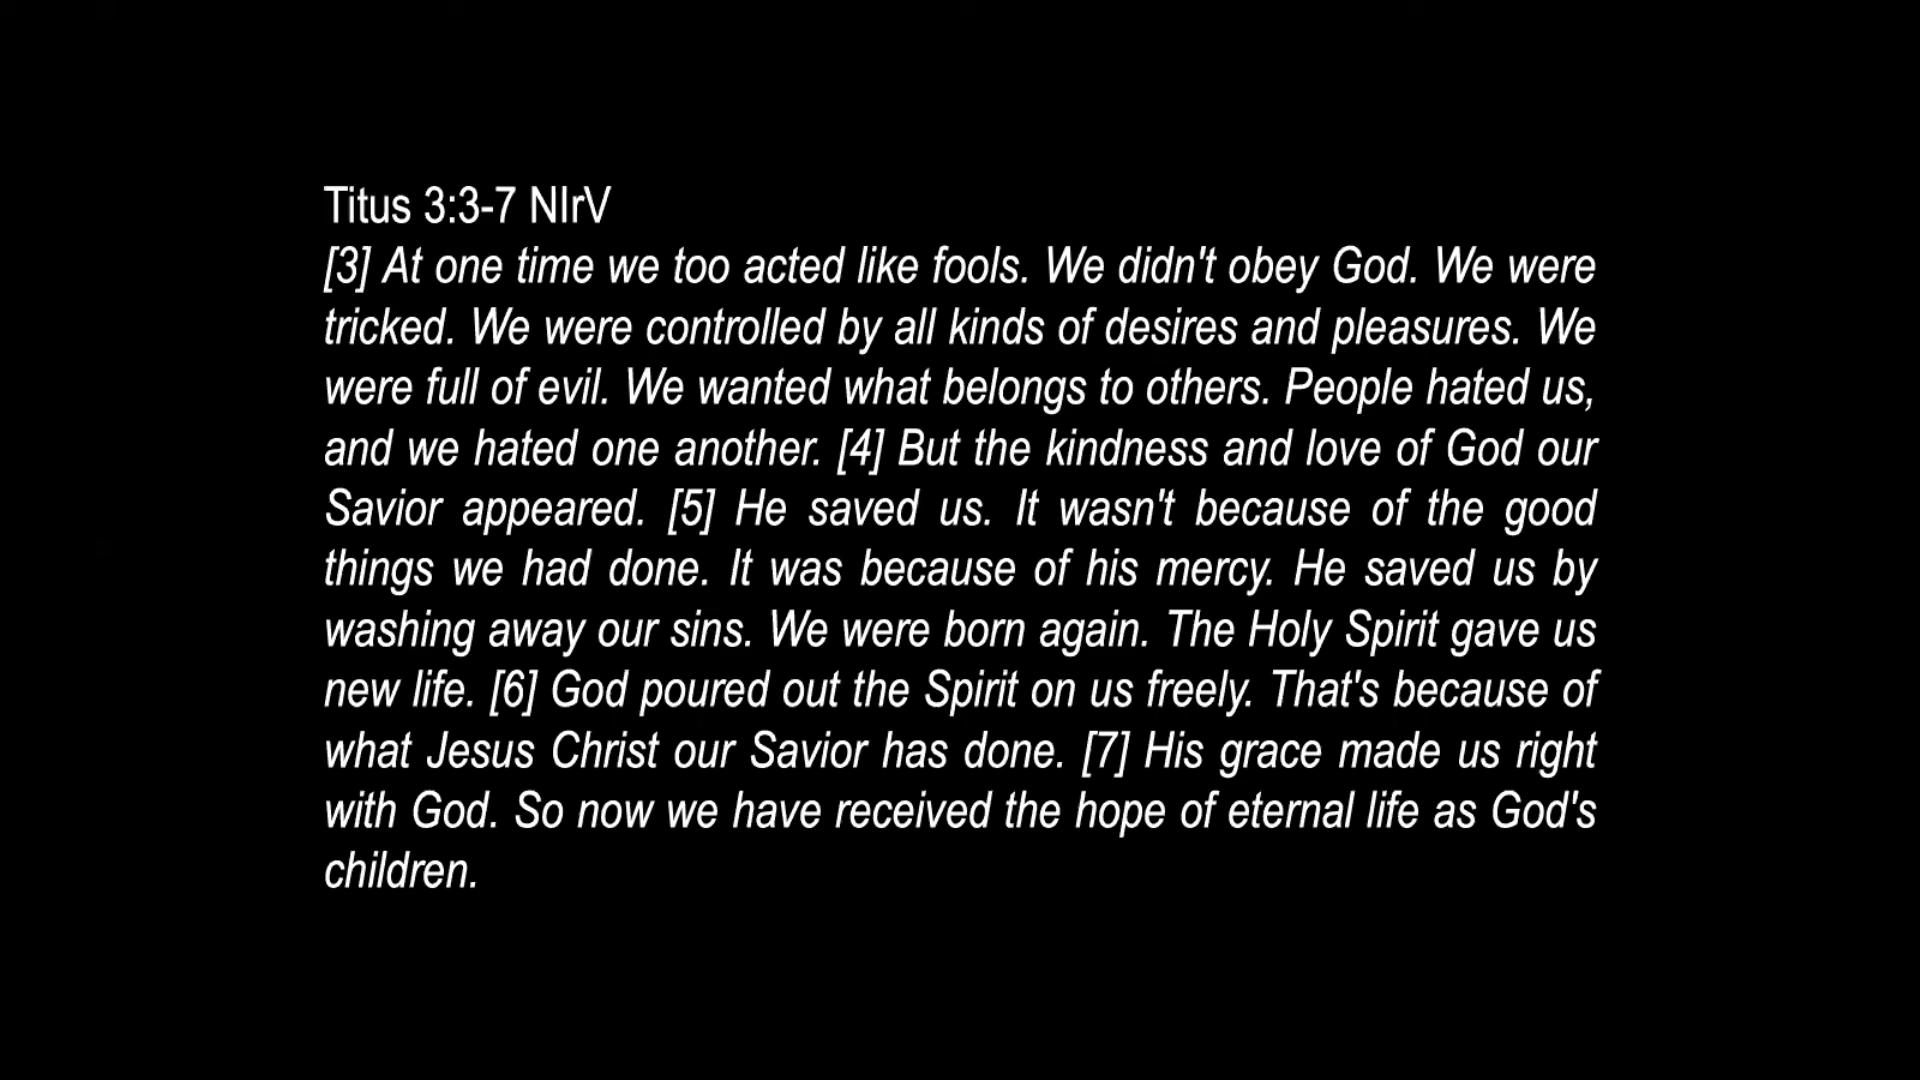 Titus 3:3-7 NIrV
[3] At one time we too acted like fools. We didn't obey God. We were
tricked. We were controlled by all kinds of desires and pleasures. We
were full of evil. We wanted what belongs to others. People hated us,
and we hated one another. [4] But the kindness and love of God our
Savior appeared. [5] He saved us. It wasn't because of the good
things we had done. It was because of his mercy. He saved us by
washing away our sins. We were born again. The Holy Spirit gave us
new life. [6] God poured out the Spirit on us freely. That's because of
what Jesus Christ our Savior has done. [7] His grace made us right
with God. So now we have received the hope of eternal life as God's
children.